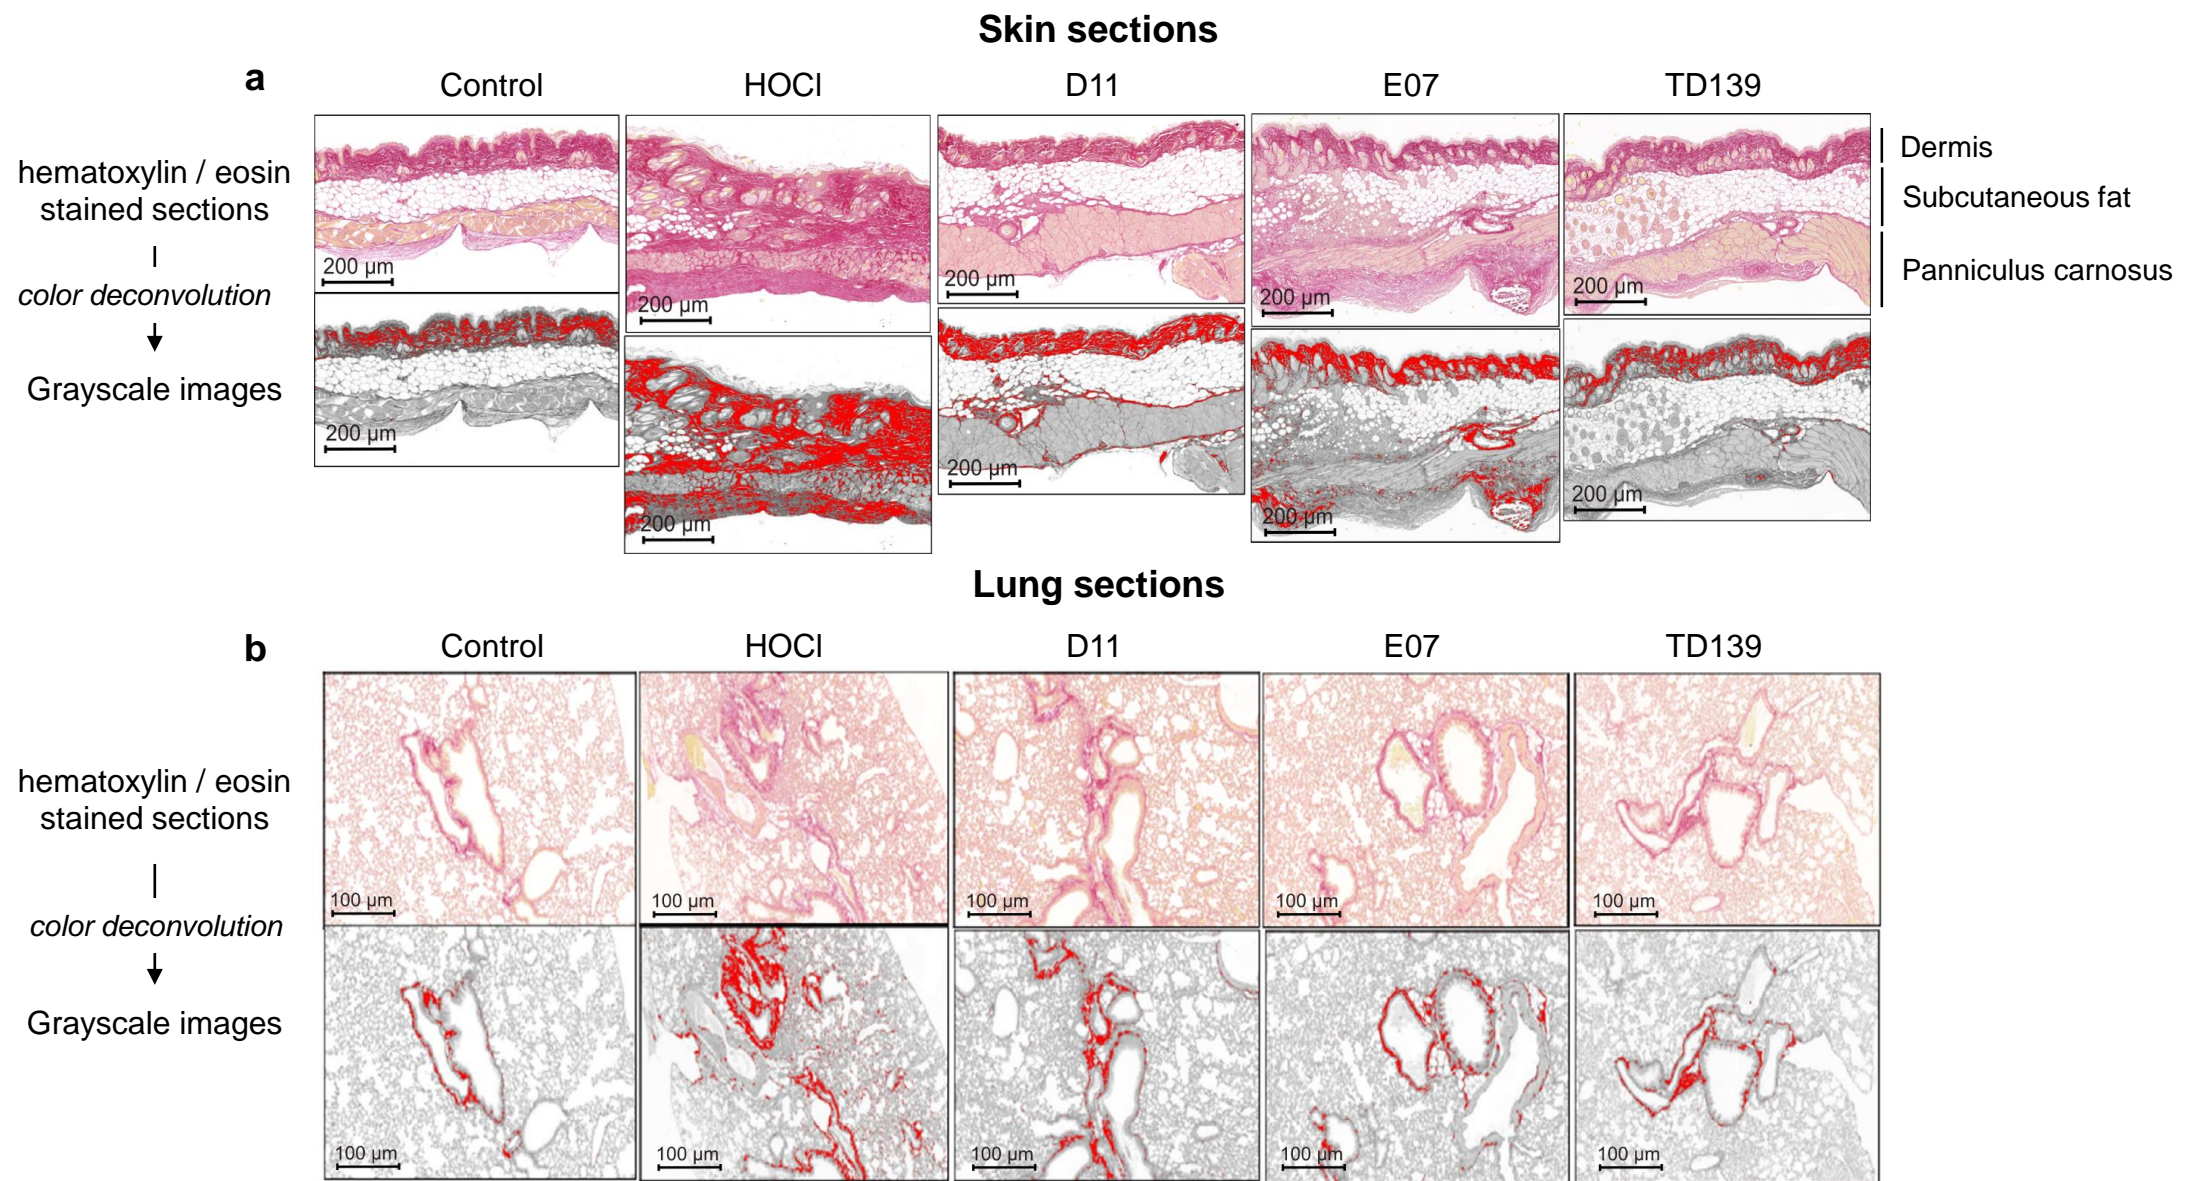 Skin sections
a
Control
HOCl
D11
E07
TD139
hematoxylin / eosin
stained sections
color deconvolution
Grayscale images
200 µm
200 µm
200 µm
200 µm
200 µm
Dermis
Subcutaneous fat
Panniculus carnosus
200 µm
200 µm
200 µm
200 µm
200 µm
Lung sections
b
Control
HOCl
D11
E07
TD139
hematoxylin / eosin
stained sections
color deconvolution
Grayscale images
100 µm
100 µm
100 µm
100 µm
100 µm
100 µm
100 µm
100 µm
100 µm
100 µm